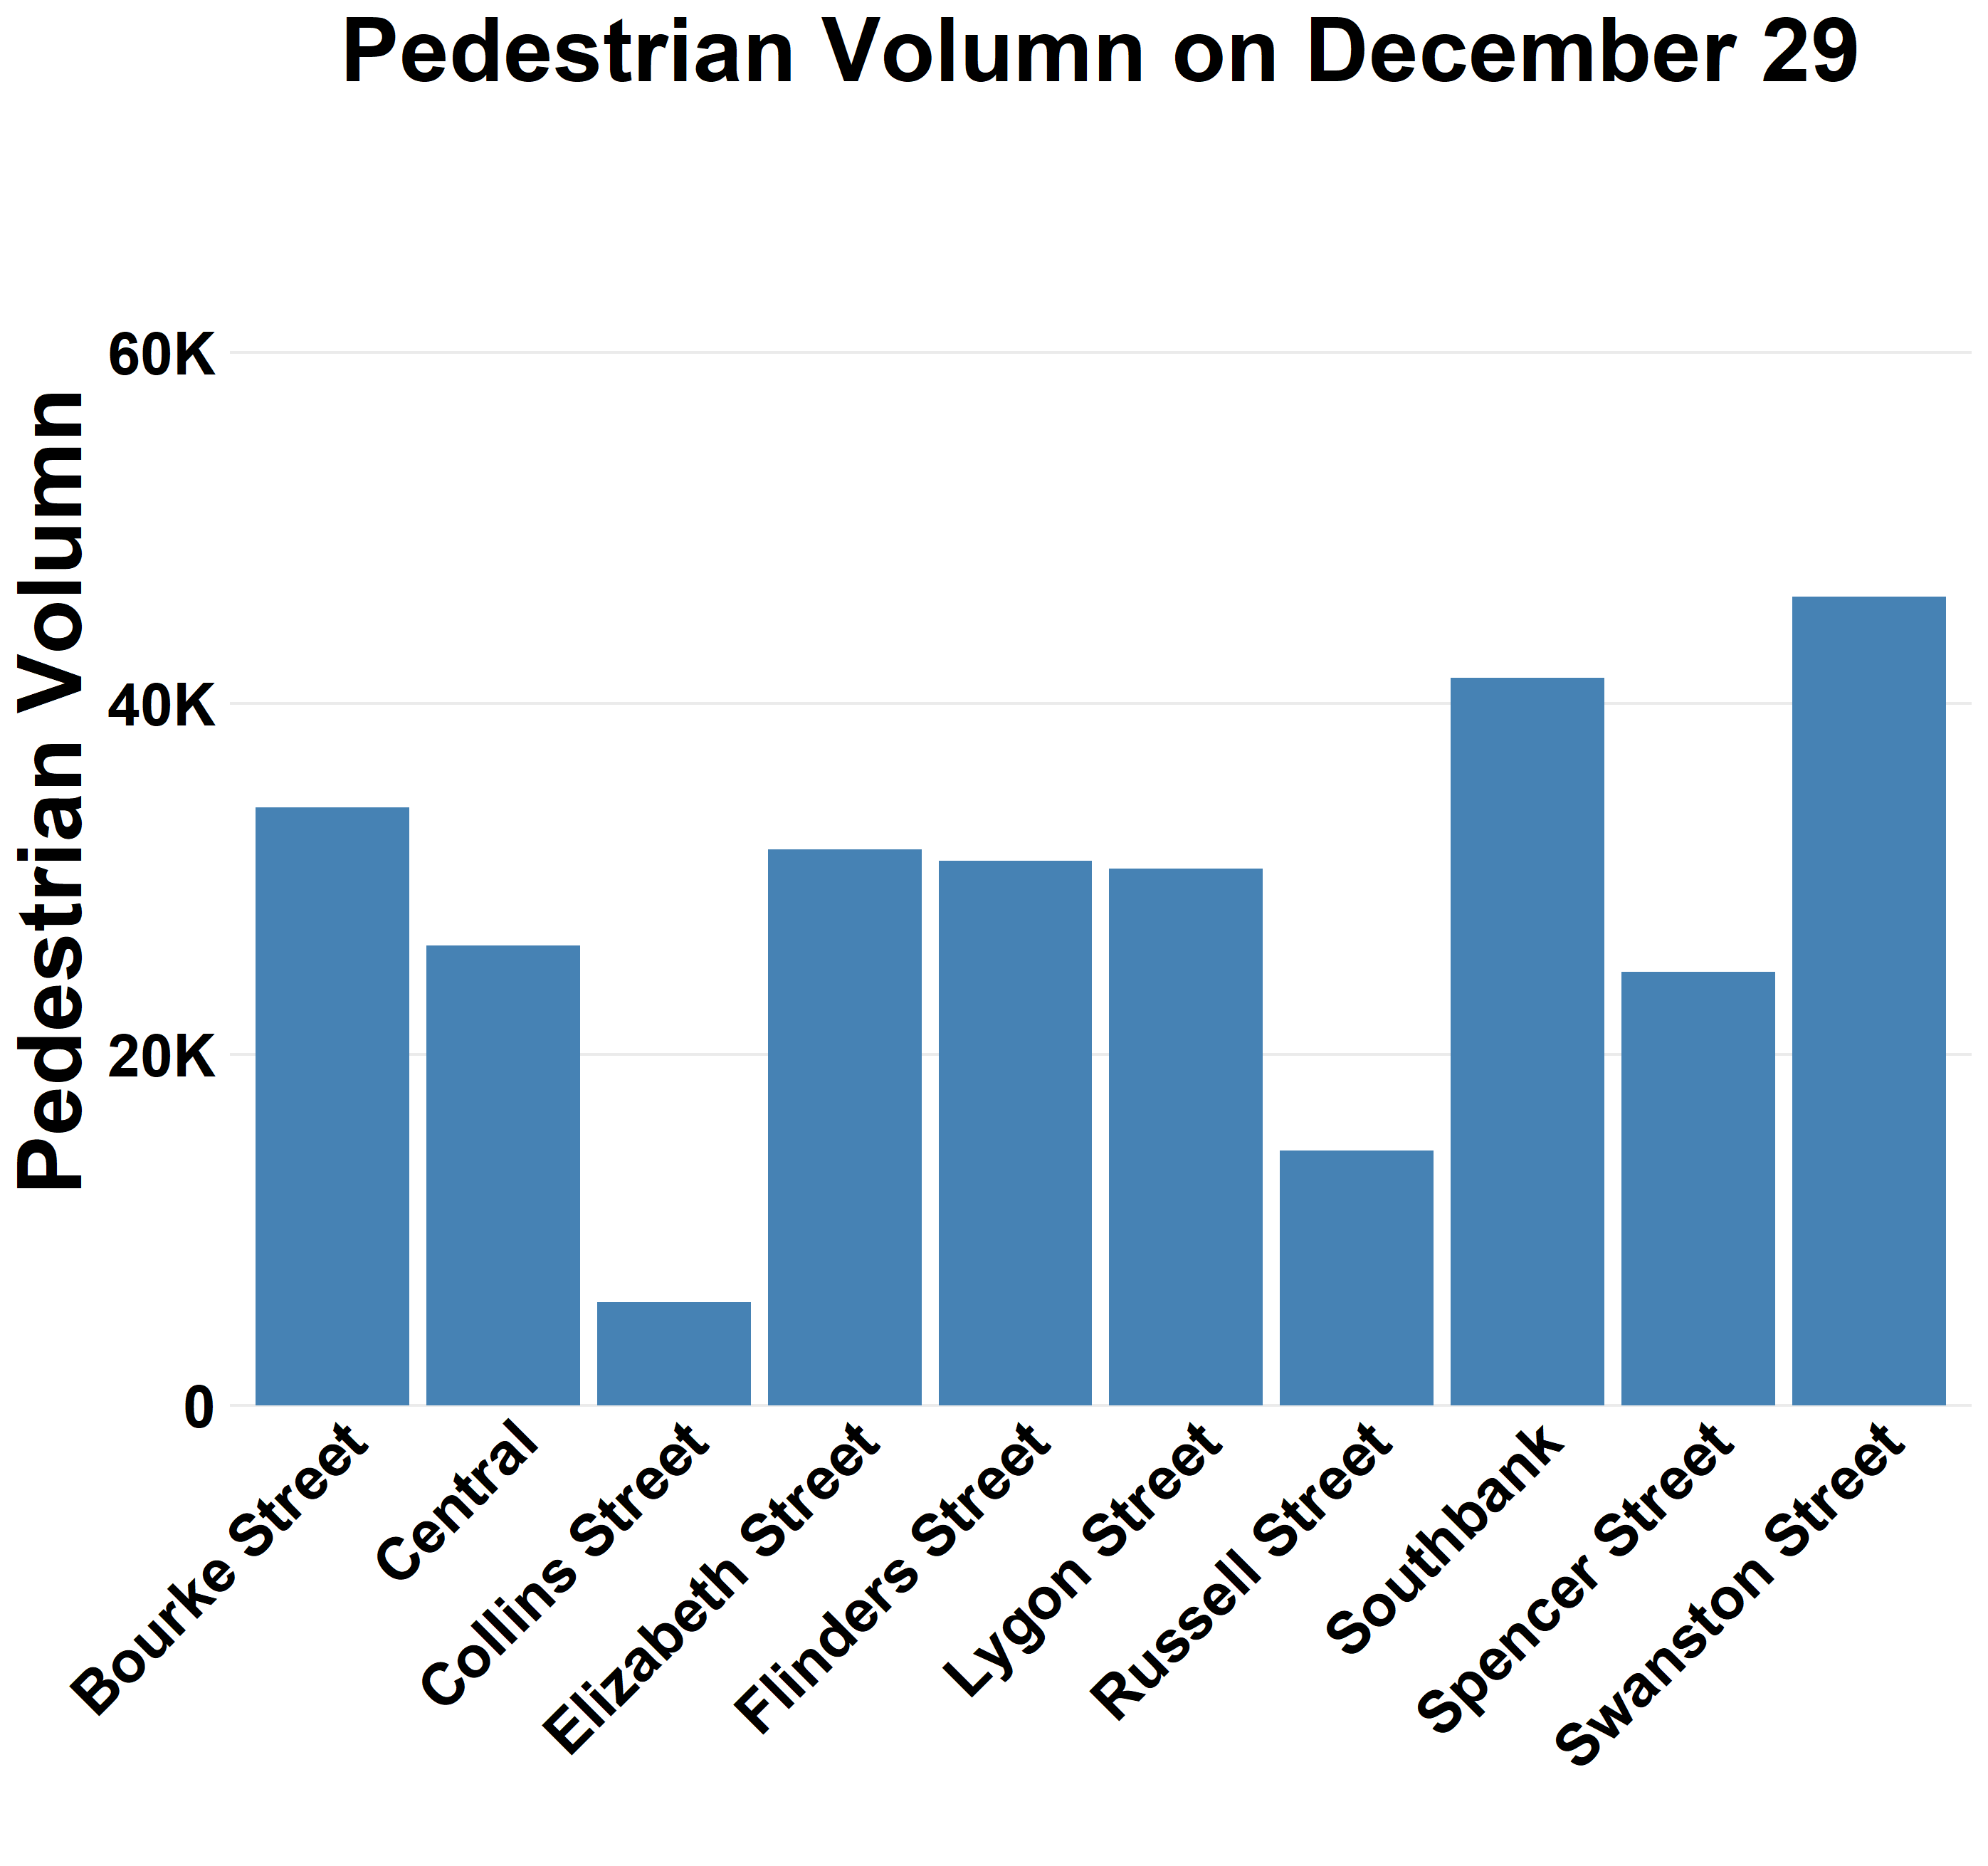 Pedestrian Volumn on December 29
Pedestrian Volumn
60K
40K
20K
0
Bourke Street
Central
Collins Street
Elizabeth Street
Flinders Street
Lygon Street
Russell Street
Southbank
Spencer Street
Swanston Street